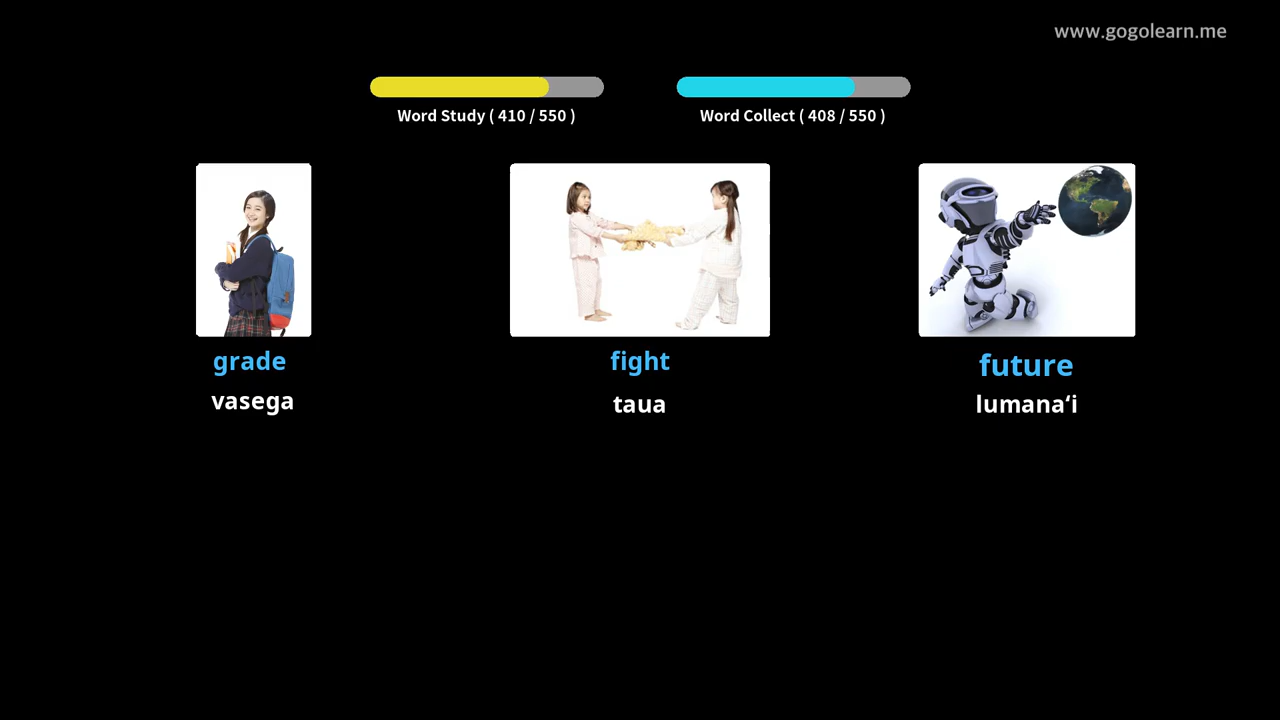 www.gogolearn.me
Word Study ( 410 / 550 )
Word Collect ( 408 / 550 )
grade
vasega
fight
taua
future
lumana‘i